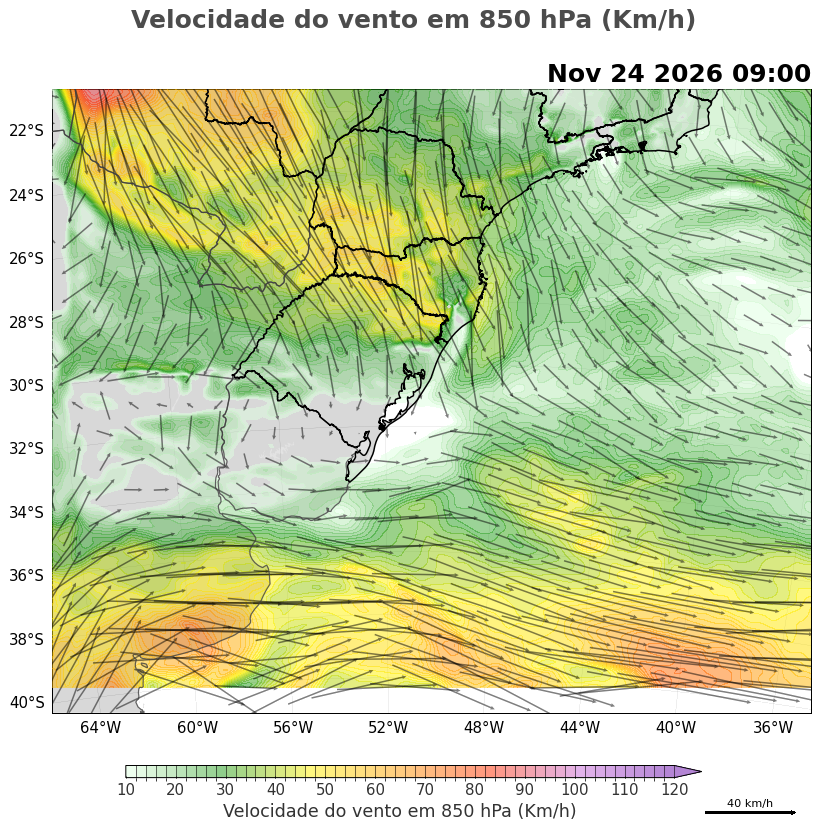 Velocidade do vento em 850 hPa (Km/h)
Nov 24 2026 09:00
22°S
24°S
26°S
28°S
30°S
32°S
34°S
36°S
38°S
40°S
64°W 60°W 56°W 52°W 48°W 44°W 40°W 36°W
10 20 30 40 50 60 70 80 90 100 110 120
Velocidade do vento em 850 hPa (Km/h)
40 km/h